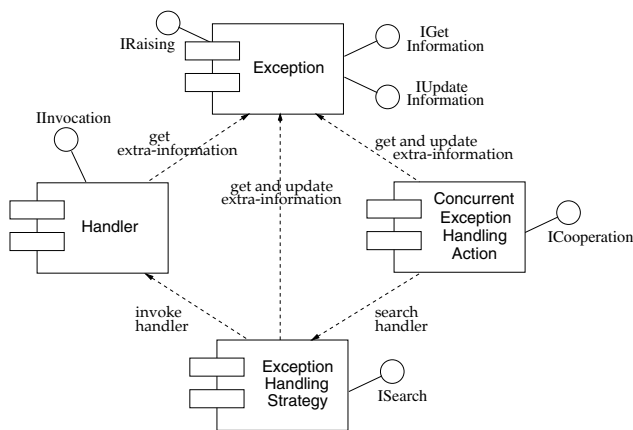 IRaising
IGet
Information
Exception
IUpdate
Information
IInvocation
get
extra-information
get and update
extra-information
get and update
extra-information
Handler
Concurrent
Exception
Handling
Action
ICooperation
invoke
handler
search
handler
Exception
Handling
Strategy
ISearch